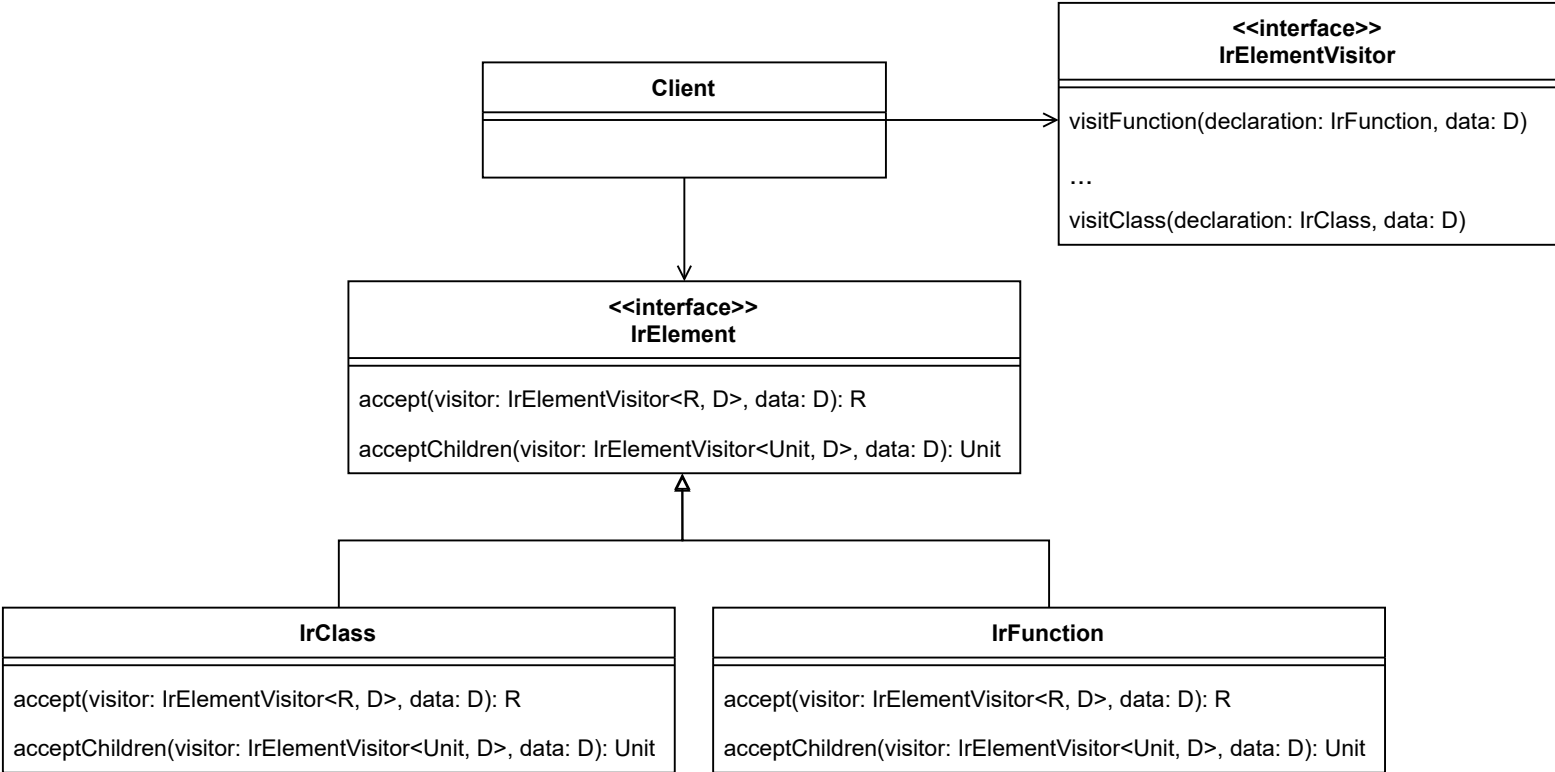 <<interface>>
IrElementVisitor
visitFunction(declaration: IrFunction, data: D)
...
visitClass(declaration: IrClass, data: D)
Client
<<interface>>
IrElement
accept(visitor: IrElementVisitor<R, D>, data: D): R
acceptChildren(visitor: IrElementVisitor<Unit, D>, data: D): Unit
IrClass
accept(visitor: IrElementVisitor<R, D>, data: D): R
acceptChildren(visitor: IrElementVisitor<Unit, D>, data: D): Unit
IrFunction
accept(visitor: IrElementVisitor<R, D>, data: D): R
acceptChildren(visitor: IrElementVisitor<Unit, D>, data: D): Unit